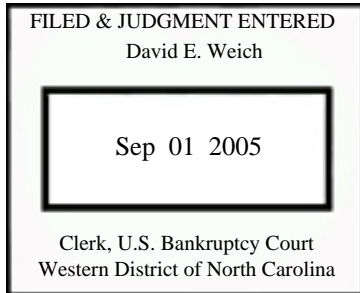 FILED & JUDGMENT ENTERED
David E. Weich
Sep 01 2005
Clerk, U.S. Bankruptcy Court
Western District of North Carolina